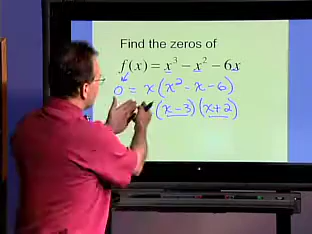 Find the zeros of
f(x) = x³ − x² − 6x
0 = x(x² − x − 6)
(x − 3)(x + 2)